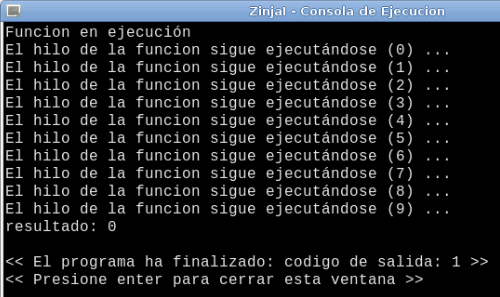 ZinjaI - Consola de Ejecucion
Funcion en ejecución
El hilo de la funcion sigue ejecutándose (0) ...
El hilo de la funcion sigue ejecutándose (1) ...
El hilo de la funcion sigue ejecutándose (2) ...
El hilo de la funcion sigue ejecutándose (3) ...
El hilo de la funcion sigue ejecutándose (4) ...
El hilo de la funcion sigue ejecutándose (5) ...
El hilo de la funcion sigue ejecutándose (6) ...
El hilo de la funcion sigue ejecutándose (7) ...
El hilo de la funcion sigue ejecutándose (8) ...
El hilo de la funcion sigue ejecutándose (9) ...
resultado: 0
<< El programa ha finalizado: codigo de salida: 1 >>
<< Presione enter para cerrar esta ventana >>